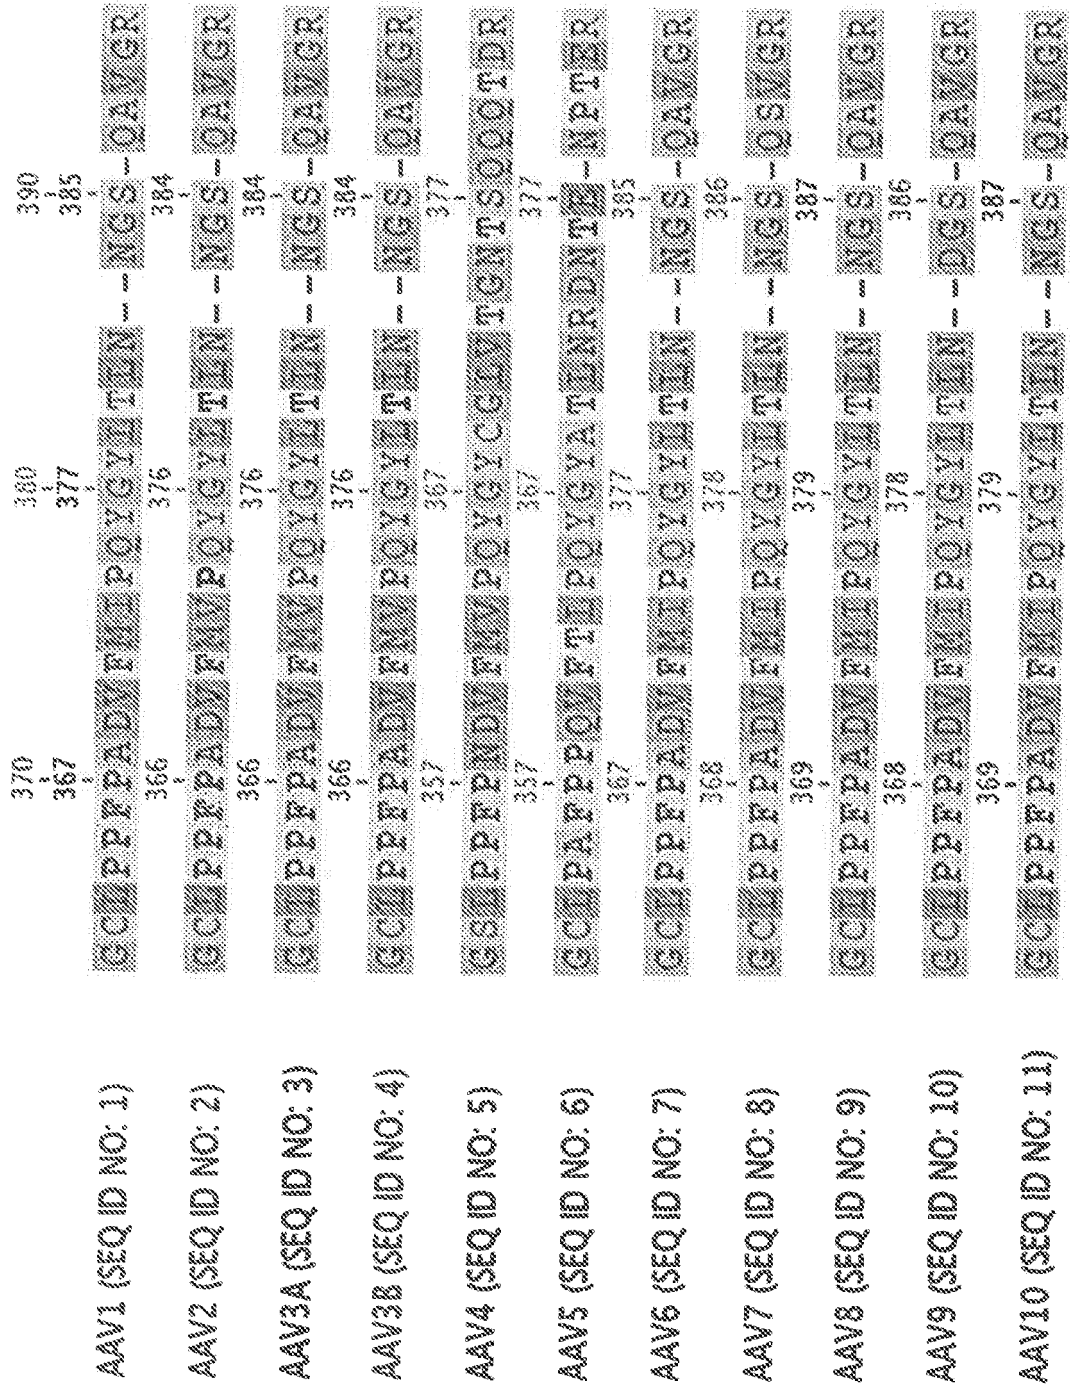 370 380 390
367 377 385
AAV1 (SEQ ID NO: 1) GCLPPFPADVFMIPQYGYLTLN--NGS-QAVGR
366 376 384
AAV2 (SEQ ID NO: 2) GCLPPFPADVFMVPQYGYLTLN--NGS-QAVGR
366 376 384
AAV3A (SEQ ID NO: 3) GCLPPFPADVFMVPQYGYLTLN--NGS-QAVGR
366 376 384
AAV3B (SEQ ID NO: 4) GCLPPFPADVFMVPQYGYLTLN--NGS-QAVGR
357 367 377
AAV4 (SEQ ID NO: 5) GSLPPFPNDVFMVPQYGYCGLVTGNTSQQQTDR
357 367 377
AAV5 (SEQ ID NO: 6) GCLPAFPPQVFTLPQYGYATLNRDNTE-NPTER
367 377 385
AAV6 (SEQ ID NO: 7) GCLPPFPADVFMIPQYGYLTLN--NGS-QAVGR
368 378 386
AAV7 (SEQ ID NO: 8) GCLPPFPADVFMIPQYGYLTLN--NGS-QSVGR
369 379 387
AAV8 (SEQ ID NO: 9) GCLPPFPADVFMIPQYGYLTLN--NGS-QAVGR
368 378 386
AAV9 (SEQ ID NO: 10) GCLPPFPADVFMIPQYGYLTLN--DGS-QAVGR
369 379 387
AAV10 (SEQ ID NO: 11) GCLPPFPADVFMIPQYGYLTLN--NGS-QAVGR